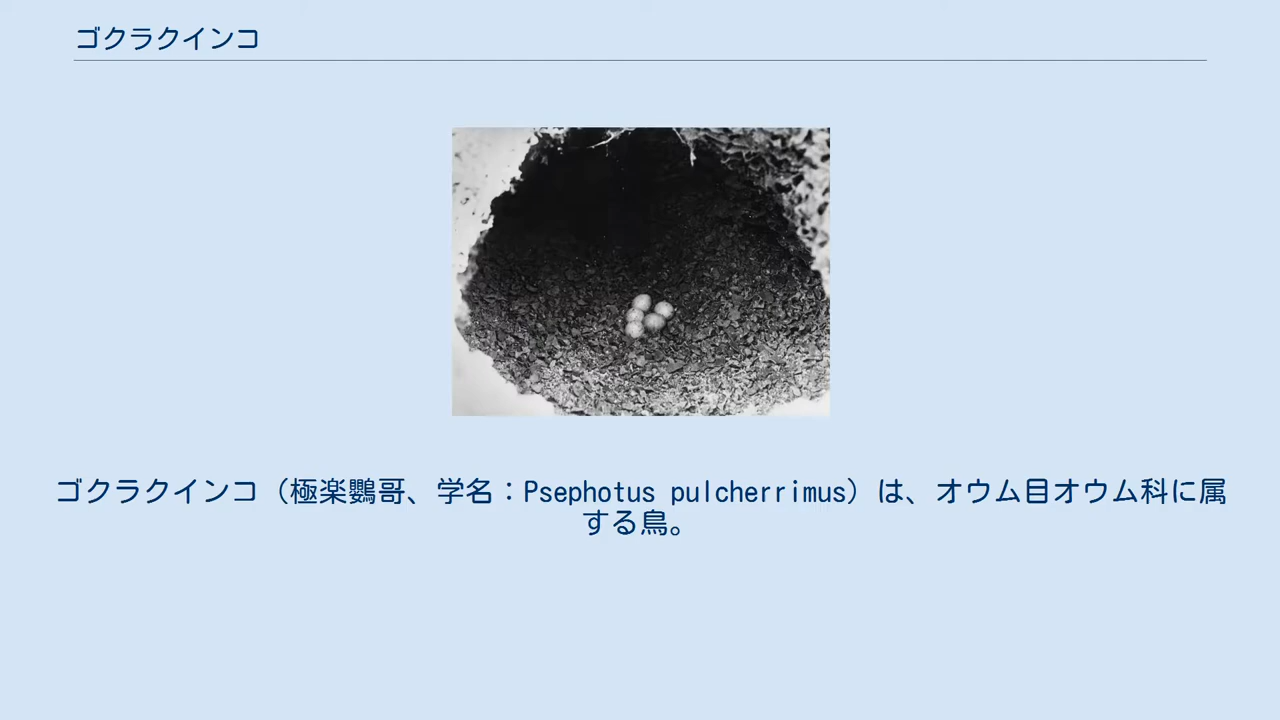 ゴクラクインコ
ゴクラクインコ（極楽鸚哥、学名：Psephotus pulcherrimus）は、オウム目オウム科に属
する鳥。